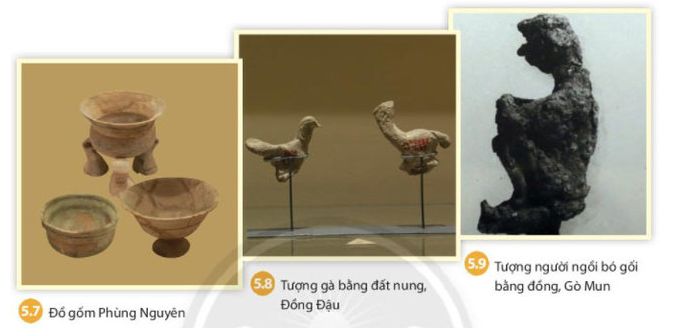 5.7 Đồ gốm Phùng Nguyên
5.8 Tượng gà bằng đất nung,
Đồng Đậu
5.9 Tượng người ngồi bó gối
bằng đồng, Gò Mun